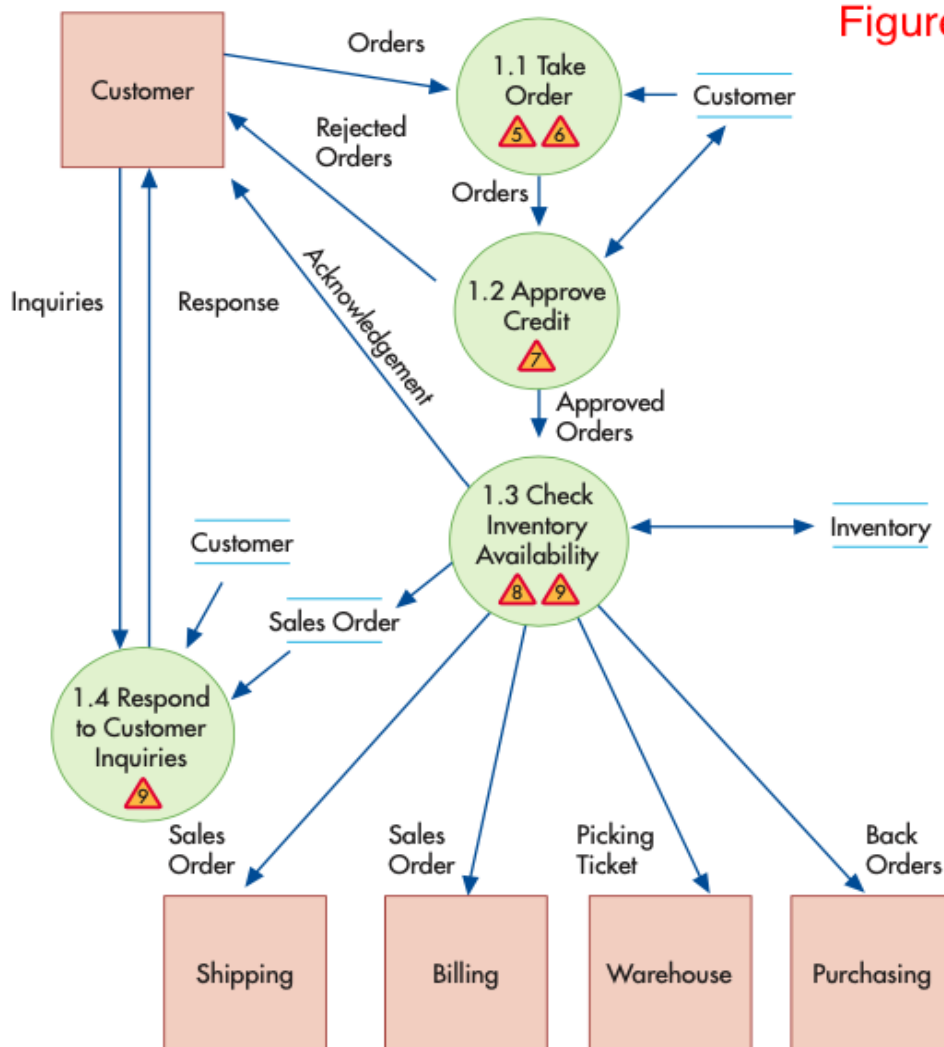 Figure
Customer
Orders
1.1 Take
Order
5 6
Customer
Rejected
Orders
Orders
Acknowledgement
1.2 Approve
Credit
7
Inquiries
Response
Approved
Orders
1.3 Check
Inventory
Availability
8 9
Inventory
Customer
Sales Order
1.4 Respond
to Customer
Inquiries
9
Sales
Order
Sales
Order
Picking
Ticket
Back
Orders
Shipping
Billing
Warehouse
Purchasing